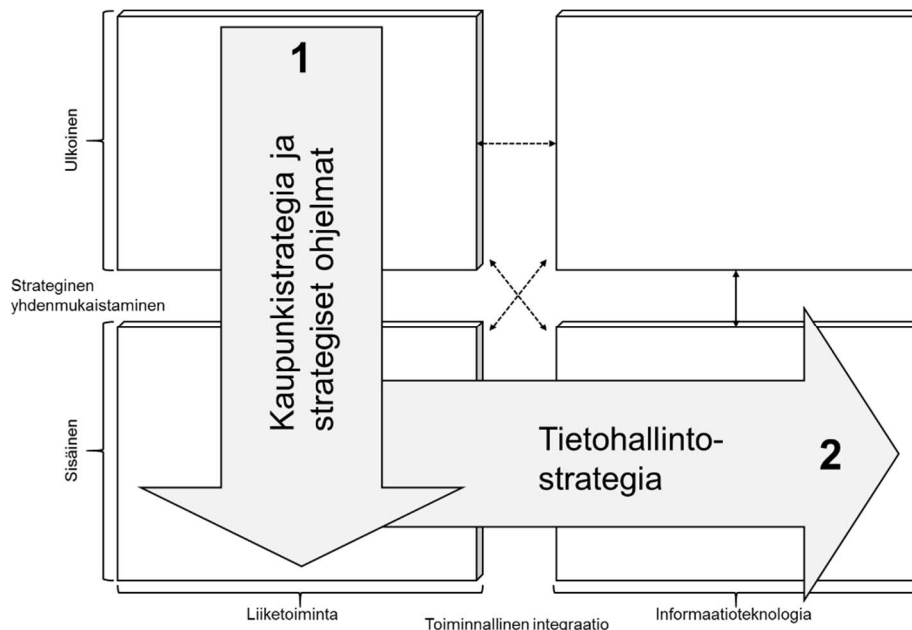 1
Kaupunkistrategia ja
strategiset ohjelmat
Ulkoinen
Strateginen
yhdenmukaistaminen
Sisäinen
Tietohallinto-
strategia
2
Liiketoiminta
Toiminnallinen integraatio
Informaatioteknologia